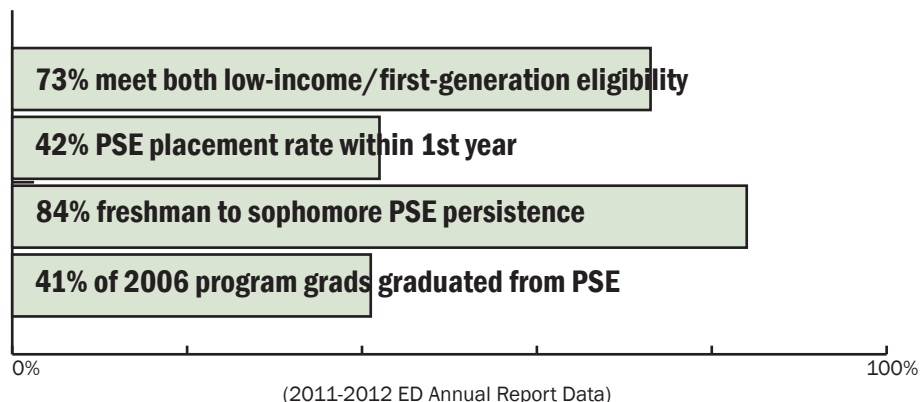 73% meet both low-income/first-generation eligibility
42% PSE placement rate within 1st year
84% freshman to sophomore PSE persistence
41% of 2006 program grads graduated from PSE
0% 100%
(2011-2012 ED Annual Report Data)